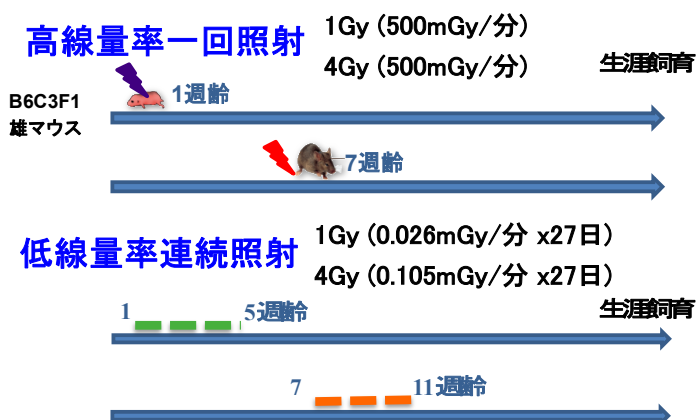 高線量率一回照射
1Gy (500mGy/分)
4Gy (500mGy/分)
生涯飼育
B6C3F1
雄マウス
1週齢
7週齢
低線量率連続照射
1Gy (0.026mGy/分 x27日)
4Gy (0.105mGy/分 x27日)
生涯飼育
1 5週齢
7 11週齢